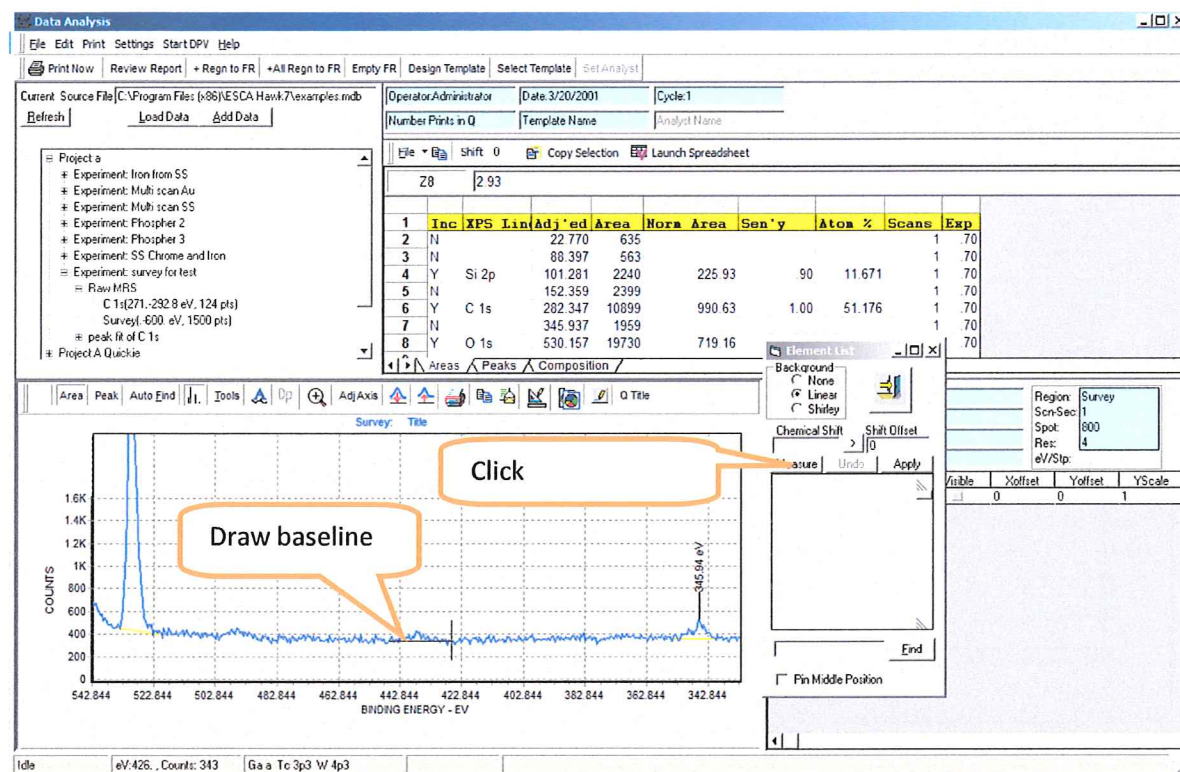 Data Analysis
File Edit Print Settings Start DPV Help
Print Now Review Report + Regn to FR +All Regn to FR Empty FR Design Template Select Template Set Analyst
Current Source File C:\Program Files (x86)\ESCA Hawk 7\examples.mdb
Refresh Load Data Add Data
Project a
Experiment: Iron from SS
Experiment: Multi scan Au
Experiment: Multi scan SS
Experiment: Phospher 2
Experiment: Phospher 3
Experiment: SS Chrome and Iron
Experiment: survey for test
Raw MRS
C 1s(271.-292.8 eV, 124 pts)
Survey(.-600. eV, 1500 pts)
peak fit of C 1s
Project A Quickie
Operator:Administrator Date:3/20/2001 Cycle:1
Number Prints in Q Template Name Analyst Name
File Shift 0 Copy Selection Launch Spreadsheet
Z8 2.93
1 Inc XPS Lin Adj'ed Area Norm Area Sen'y Atom % Scans Exp
2 N 22.770 635 1 .70
3 N 88.397 563 1 .70
4 Y Si 2p 101.281 2240 225.93 .90 11.671 1 .70
5 N 152.359 2399 1 .70
6 Y C 1s 282.347 10899 990.63 1.00 51.176 1 .70
7 N 345.937 1959 1 .70
8 Y O 1s 530.157 19730 719.16 .70
Areas Peaks Composition
Area Peak Auto Find Tools Dp Adj Axis Q Title
Survey: Title
1.6K
1.4K
1.2K
1K
800
600
400
200
0
COUNTS
345.94 eV
542.844 522.844 502.844 482.844 462.844 442.844 422.844 402.844 382.844 362.844 342.844
BINDING ENERGY - EV
Draw baseline
Click
Element List
Background
None
Linear
Shirley
Chemical Shift > Shift Offset
0
Undo Apply
Find
Pin Middle Position
Region: Survey
Scn-Sec: 1
Spot: 800
Res: 4
eV/Stp:
Xoffset Yoffset YScale
0 0 1
Idle eV:426. , Counts: 343 Ga a Tc 3p3 W 4p3